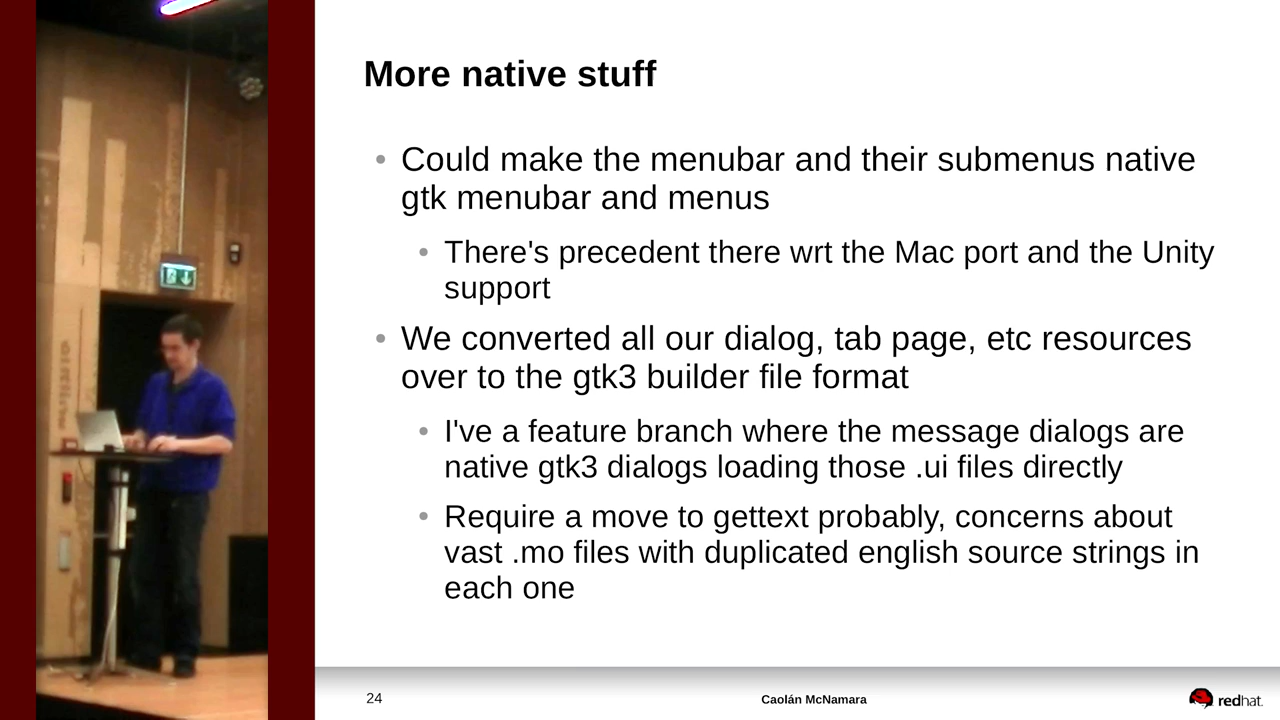 More native stuff
Could make the menubar and their submenus native
gtk menubar and menus
There's precedent there wrt the Mac port and the Unity
support
We converted all our dialog, tab page, etc resources
over to the gtk3 builder file format
I've a feature branch where the message dialogs are
native gtk3 dialogs loading those .ui files directly
Require a move to gettext probably, concerns about
vast .mo files with duplicated english source strings in
each one
24
Caolán McNamara
redhat.